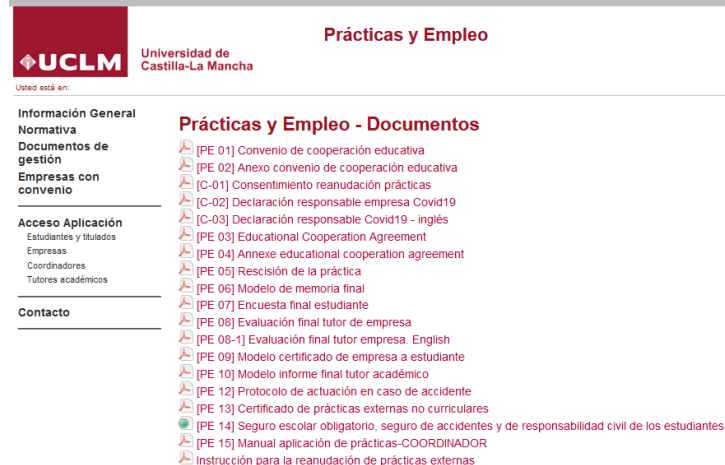 Prácticas y Empleo
UCLM
Universidad de
Castilla-La Mancha
Usted está en:
Información General
Normativa
Documentos de
gestión
Empresas con
convenio
Acceso Aplicación
Estudiantes y titulados
Empresas
Coordinadores
Tutores académicos
Contacto
Prácticas y Empleo - Documentos
[PE 01] Convenio de cooperación educativa
[PE 02] Anexo convenio de cooperación educativa
[C-01] Consentimiento reanudación prácticas
[C-02] Declaración responsable empresa Covid19
[C-03] Declaración responsable Covid19 - inglés
[PE 03] Educational Cooperation Agreement
[PE 04] Annexe educational cooperation agreement
[PE 05] Rescisión de la práctica
[PE 06] Modelo de memoria final
[PE 07] Encuesta final estudiante
[PE 08] Evaluación final tutor de empresa
[PE 08-1] Evaluación final tutor empresa. English
[PE 09] Modelo certificado de empresa a estudiante
[PE 10] Modelo informe final tutor académico
[PE 12] Protocolo de actuación en caso de accidente
[PE 13] Certificado de prácticas externas no curriculares
[PE 14] Seguro escolar obligatorio, seguro de accidentes y de responsabilidad civil de los estudiantes
[PE 15] Manual aplicación de prácticas-COORDINADOR
Instrucción para la reanudación de prácticas externas